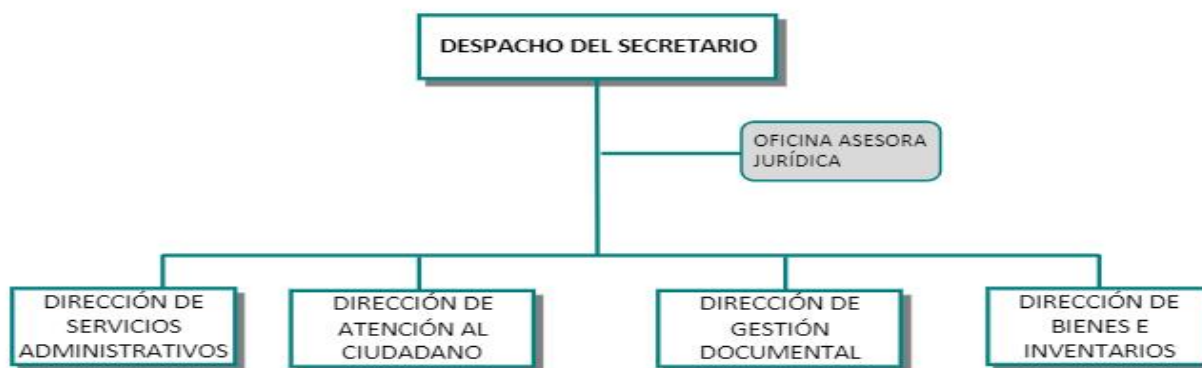 DESPACHO DEL SECRETARIO
OFICINA ASESORA
JURÍDICA
DIRECCIÓN DE
SERVICIOS
ADMINISTRATIVOS
DIRECCIÓN DE
ATENCIÓN AL
CIUDADANO
DIRECCIÓN DE
GESTIÓN
DOCUMENTAL
DIRECCIÓN DE
BIENES E
INVENTARIOS